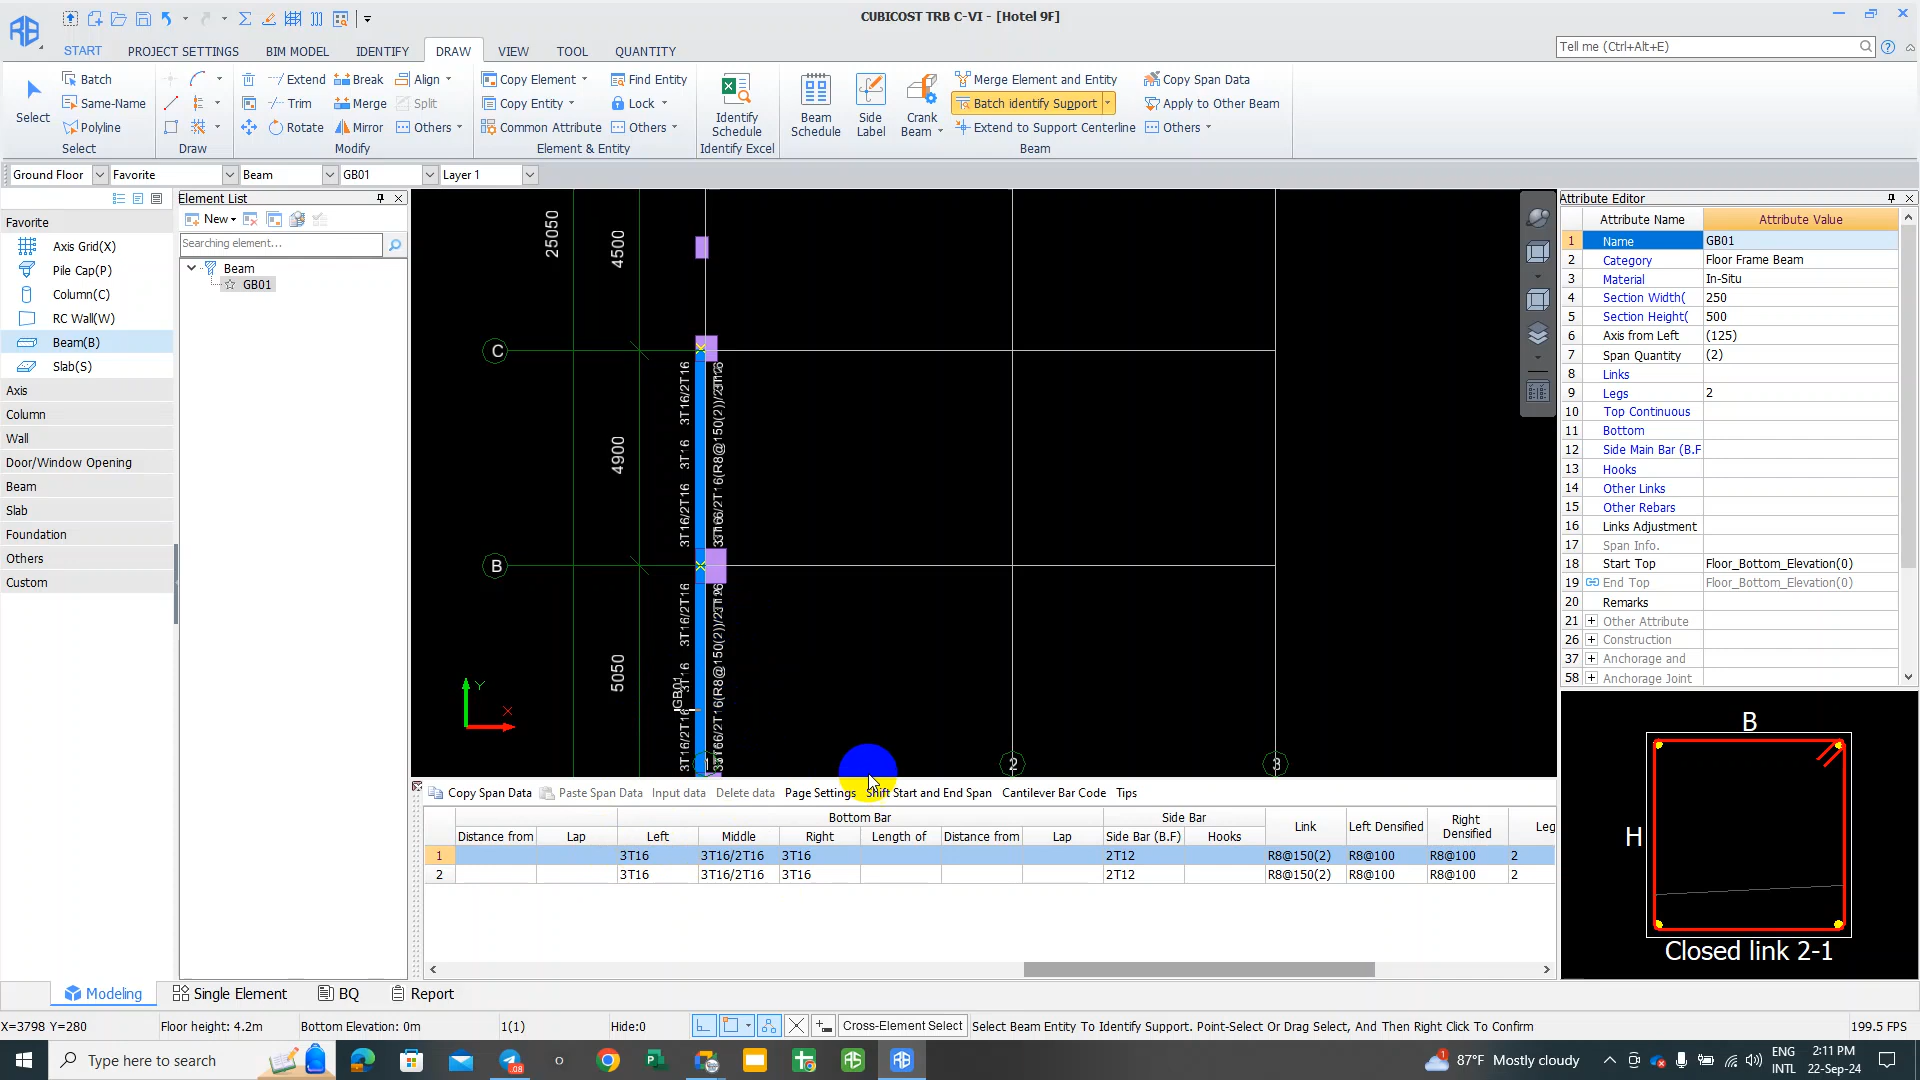 CUBICOST TRB C-VI - [Hotel 9F]
START PROJECT SETTINGS BIM MODEL IDENTIFY DRAW VIEW TOOL QUANTITY
Tell me (Ctrl+Alt+E)
Select
Batch
Same-Name
Polyline
Select
Draw
Extend Break Align
Trim Merge Split
Rotate Mirror Others
Modify
Copy Element Find Entity
Copy Entity Lock
Common Attribute Others
Element & Entity
Identify Schedule
Identify Excel
Beam Schedule
Side Label
Crank Beam
Merge Element and Entity Copy Span Data
Batch identify Support Apply to Other Beam
Extend to Support Centerline Others
Beam
Ground Floor Favorite Beam GB01 Layer 1
Favorite
Axis Grid(X)
Pile Cap(P)
Column(C)
RC Wall(W)
Beam(B)
Slab(S)
Axis
Column
Wall
Door/Window Opening
Beam
Slab
Foundation
Others
Custom
Element List
New
Searching element...
Beam
GB01
25050
4500
C
4900
B
5050
3T16/2T16
3T16
3T16/2T16
3T16/2T16
3T16
3T16/2T16
GB01
Y
X
1
2
3
Attribute Editor
Attribute Name Attribute Value
1 Name GB01
2 Category Floor Frame Beam
3 Material In-Situ
4 Section Width( 250
5 Section Height( 500
6 Axis from Left (125)
7 Span Quantity (2)
8 Links
9 Legs 2
10 Top Continuous
11 Bottom
12 Side Main Bar (B.F
13 Hooks
14 Other Links
15 Other Rebars
16 Links Adjustment
17 Span Info.
18 Start Top Floor_Bottom_Elevation(0)
19 End Top Floor_Bottom_Elevation(0)
20 Remarks
21 Other Attribute
26 Construction
37 Anchorage and
58 Anchorage Joint
B
H
Closed link 2-1
Copy Span Data Paste Span Data Input data Delete data Page Settings Shift Start and End Span Cantilever Bar Code Tips
Bottom Bar Side Bar
Distance from Lap Left Middle Right Length of Distance from Lap Side Bar (B.F) Hooks Link Left Densified Right Densified Leg
1 3T16 3T16/2T16 3T16 2T12 R8@150(2) R8@100 R8@100 2
2 3T16 3T16/2T16 3T16 2T12 R8@150(2) R8@100 R8@100 2
Modeling Single Element BQ Report
X=3798 Y=280 Floor height: 4.2m Bottom Elevation: 0m 1(1) Hide:0 Cross-Element Select Select Beam Entity To Identify Support. Point-Select Or Drag Select, And Then Right Click To Confirm 199.5 FPS
Type here to search
87°F Mostly cloudy
ENG
INTL
2:11 PM
22-Sep-24